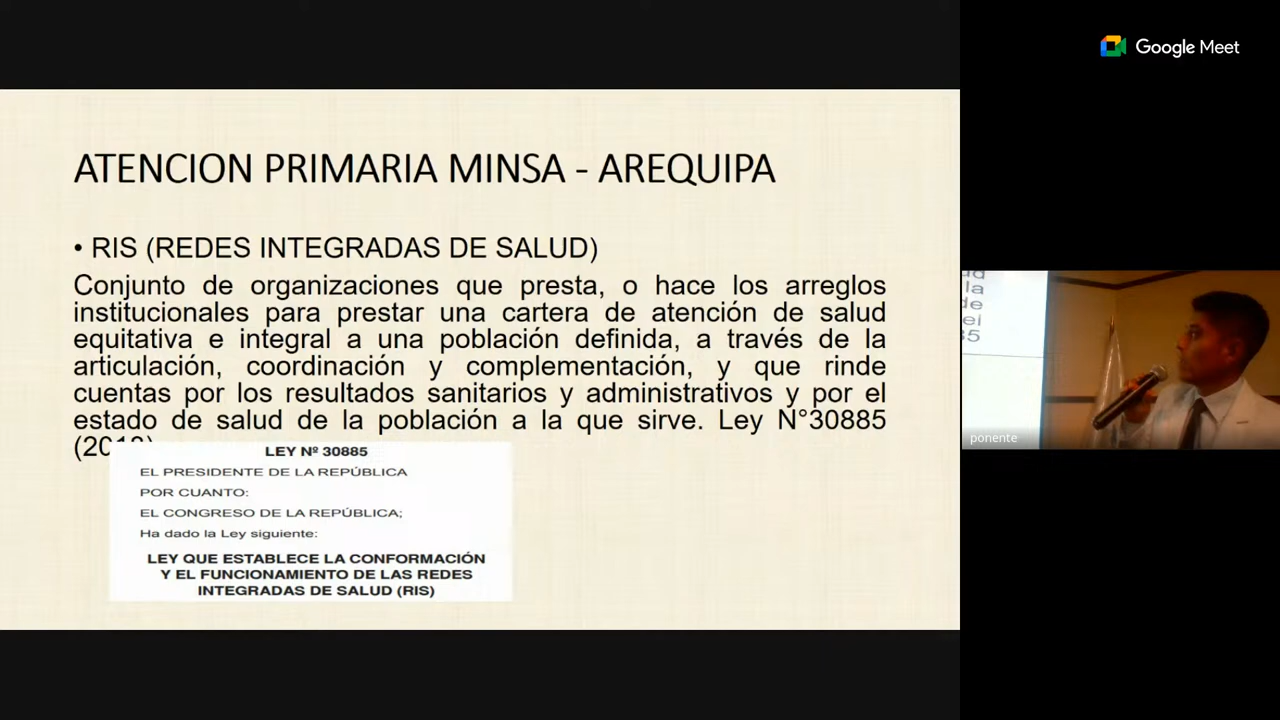 Google Meet
ATENCION PRIMARIA MINSA - AREQUIPA
• RIS (REDES INTEGRADAS DE SALUD)
Conjunto de organizaciones que presta, o hace los arreglos
institucionales para prestar una cartera de atención de salud
equitativa e integral a una población definida, a través de la
articulación, coordinación y complementación, y que rinde
cuentas por los resultados sanitarios y administrativos y por el
estado de salud de la población a la que sirve. Ley N°30885
LEY Nº 30885
EL PRESIDENTE DE LA REPÚBLICA
POR CUANTO:
EL CONGRESO DE LA REPÚBLICA;
Ha dado la Ley siguiente:
LEY QUE ESTABLECE LA CONFORMACIÓN
Y EL FUNCIONAMIENTO DE LAS REDES
INTEGRADAS DE SALUD (RIS)
la
de
ponente